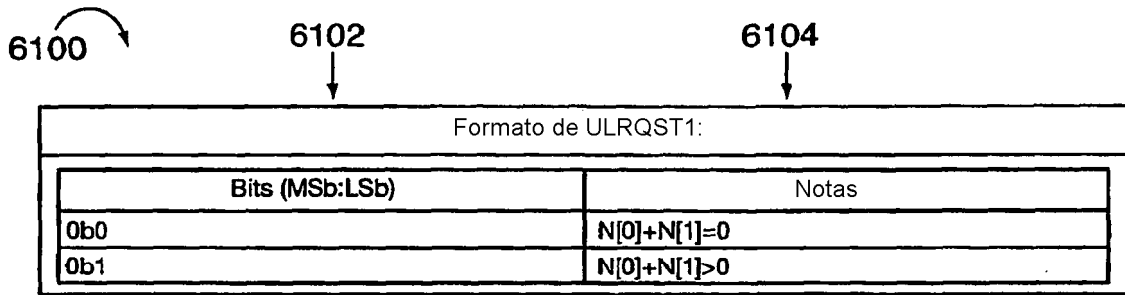 6100 6102 6104
Formato de ULRQST1:
Bits (MSb:LSb) Notas
0b0 N[0]+N[1]=0
0b1 N[0]+N[1]>0